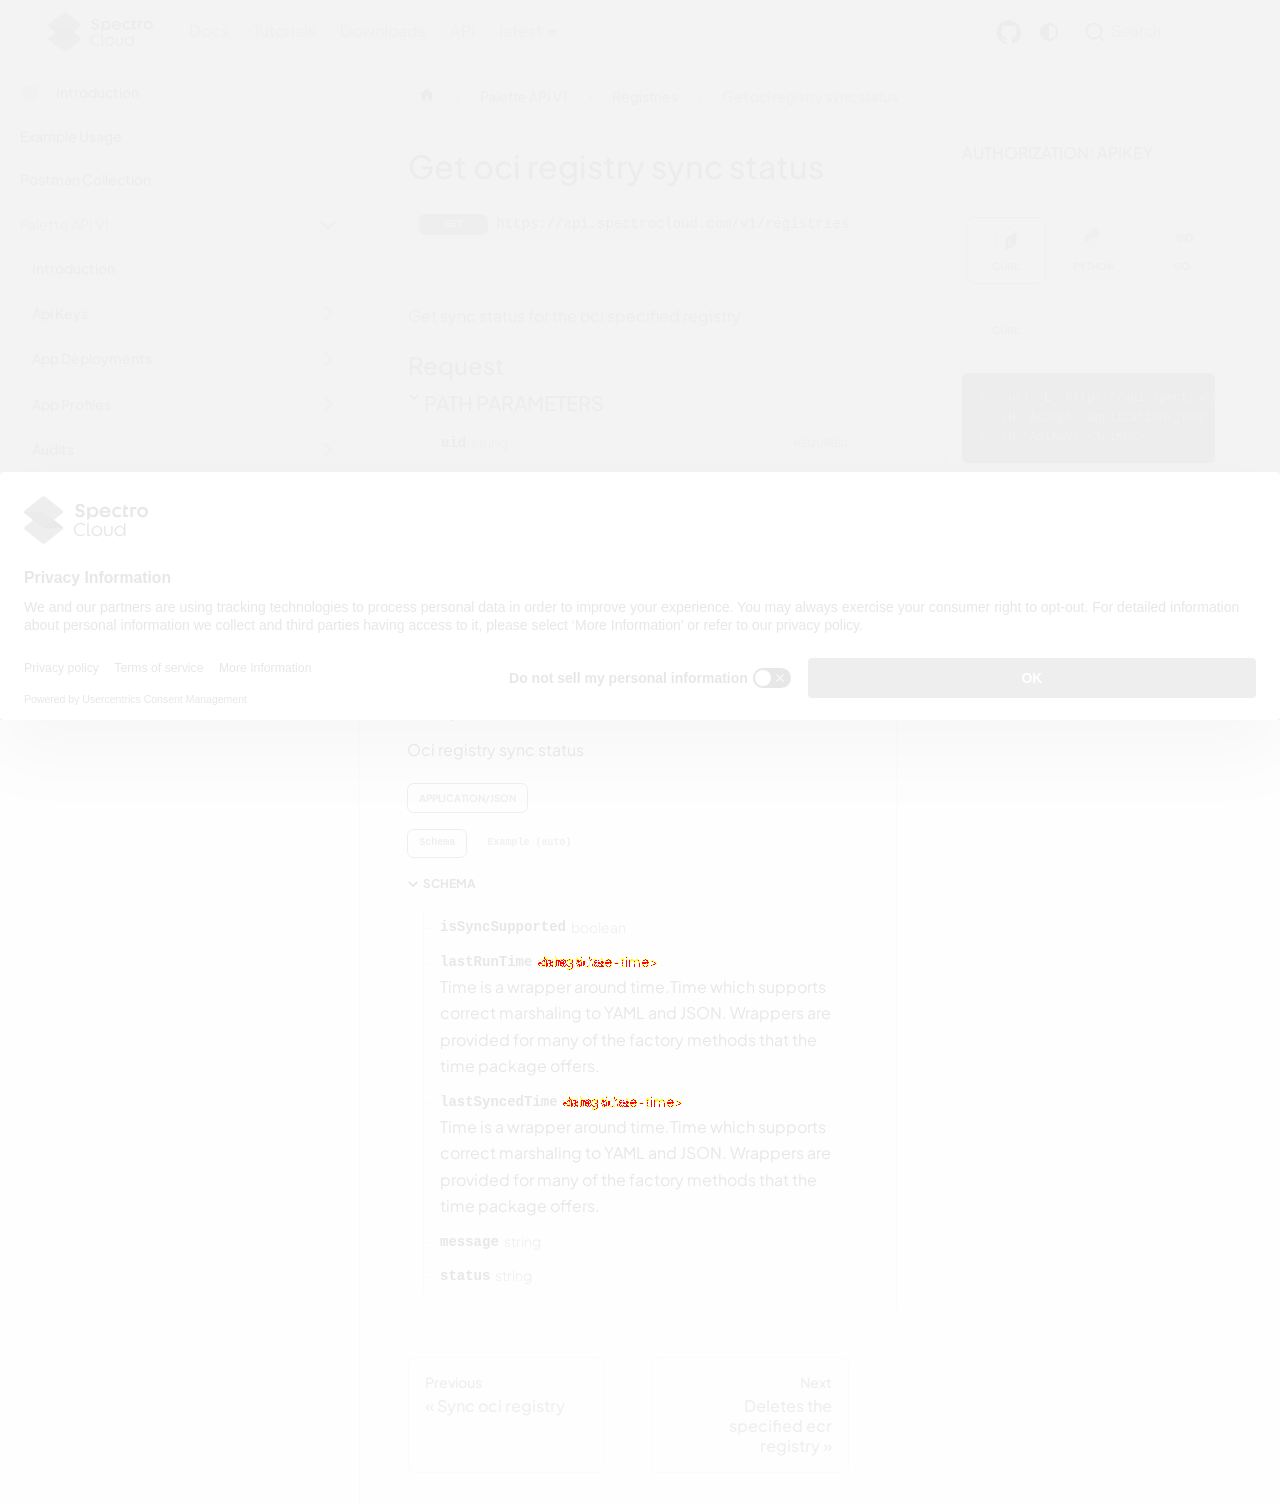 Spectro Cloud
Docs Tutorials Downloads API latest
Search
Introduction
Example Usage
Postman Collection
Palette API V1
Introduction
Api Keys
App Deployments
App Profiles
Audits
Palette API V1
Registries
Get oci registry sync status
Get oci registry sync status
GET https://api.spectrocloud.com/v1/registries
Get sync status for the oci specified registry
Request
PATH PARAMETERS
uid string REQUIRED
AUTHORIZATION: APIKEY
CURL PYTHON GO
CURL
Spectro Cloud
Privacy Information
We and our partners are using tracking technologies to process personal data in order to improve your experience. You may always exercise your consumer right to opt-out. For detailed information
about personal information we collect and third parties having access to it, please select 'More Information' or refer to our privacy policy.
Privacy policy Terms of service More Information
Do not sell my personal information
OK
Powered by Usercentrics Consent Management
Oci registry sync status
APPLICATION/JSON
Schema Example (auto)
SCHEMA
isSyncSupported boolean
lastRunTime
Time is a wrapper around time.Time which supports
correct marshaling to YAML and JSON. Wrappers are
provided for many of the factory methods that the
time package offers.
lastSyncedTime
Time is a wrapper around time.Time which supports
correct marshaling to YAML and JSON. Wrappers are
provided for many of the factory methods that the
time package offers.
message string
status string
Previous
« Sync oci registry
Next
Deletes the
specified ecr
registry »